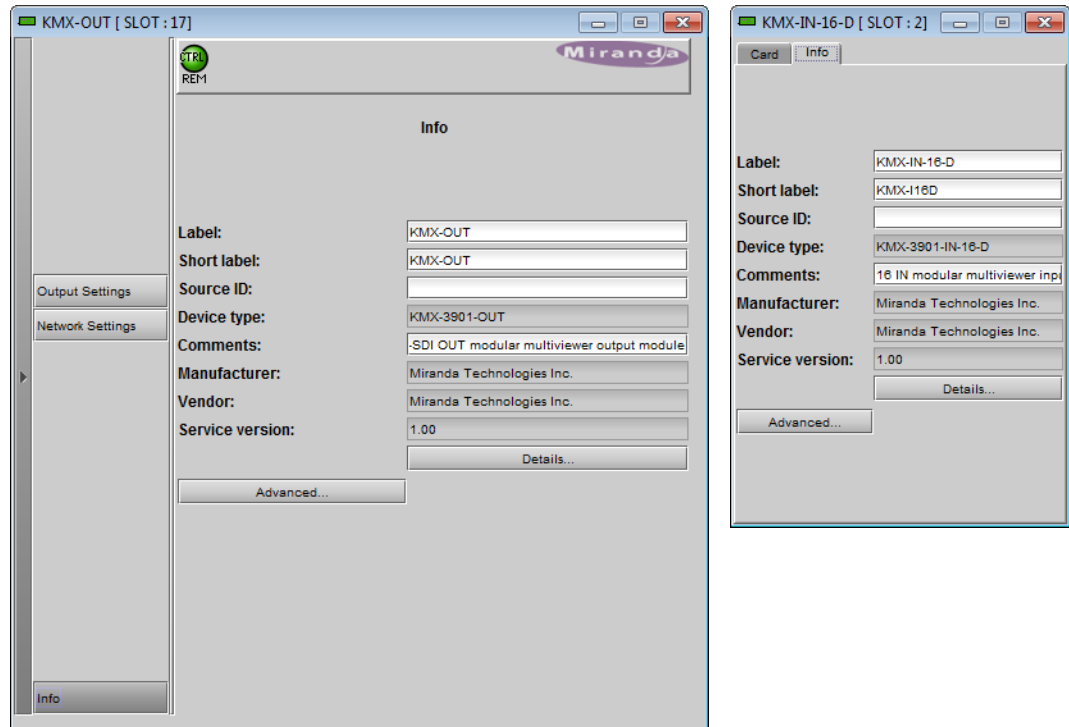 KMX-OUT [ SLOT : 17]
CTRL
REM
Miranda
Info
Label: KMX-OUT
Short label: KMX-OUT
Source ID:
Device type: KMX-3901-OUT
Comments: -SDI OUT modular multiviewer output module
Manufacturer: Miranda Technologies Inc.
Vendor: Miranda Technologies Inc.
Service version: 1.00
Details...
Advanced...
Output Settings
Network Settings
Info
KMX-IN-16-D [ SLOT : 2]
Card Info
Label: KMX-IN-16-D
Short label: KMX-I16D
Source ID:
Device type: KMX-3901-IN-16-D
Comments: 16 IN modular multiviewer inpu
Manufacturer: Miranda Technologies Inc.
Vendor: Miranda Technologies Inc.
Service version: 1.00
Details...
Advanced...